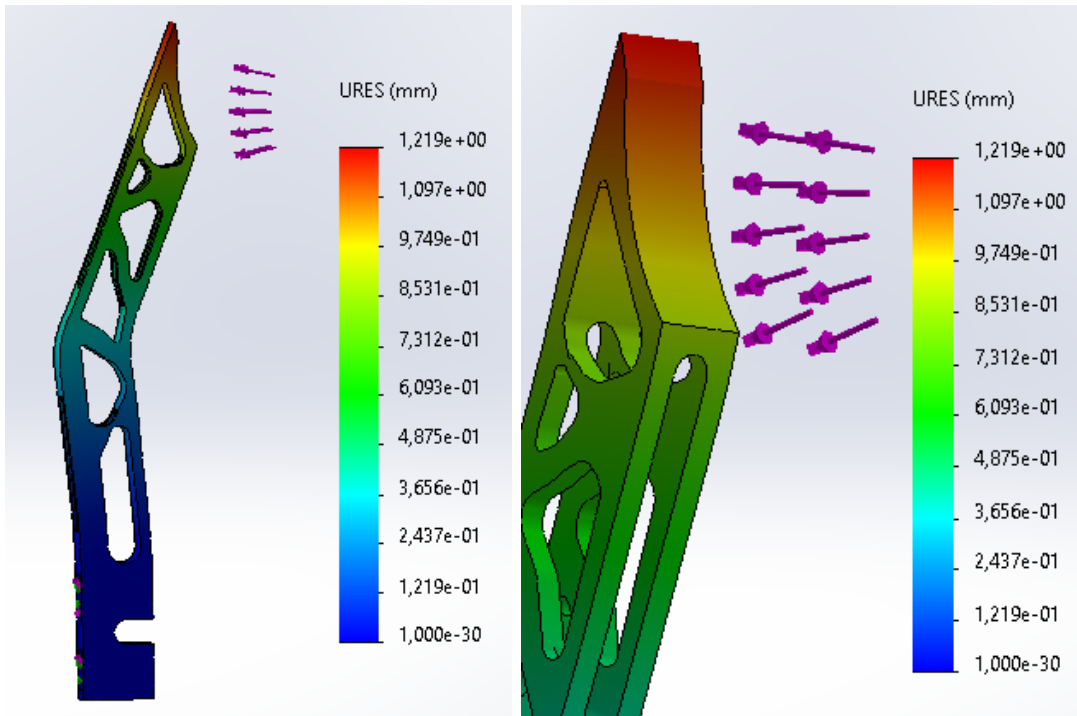 URES (mm)
1,219e+00
1,097e+00
9,749e-01
8,531e-01
7,312e-01
6,093e-01
4,875e-01
3,656e-01
2,437e-01
1,219e-01
1,000e-30
URES (mm)
1,219e+00
1,097e+00
9,749e-01
8,531e-01
7,312e-01
6,093e-01
4,875e-01
3,656e-01
2,437e-01
1,219e-01
1,000e-30